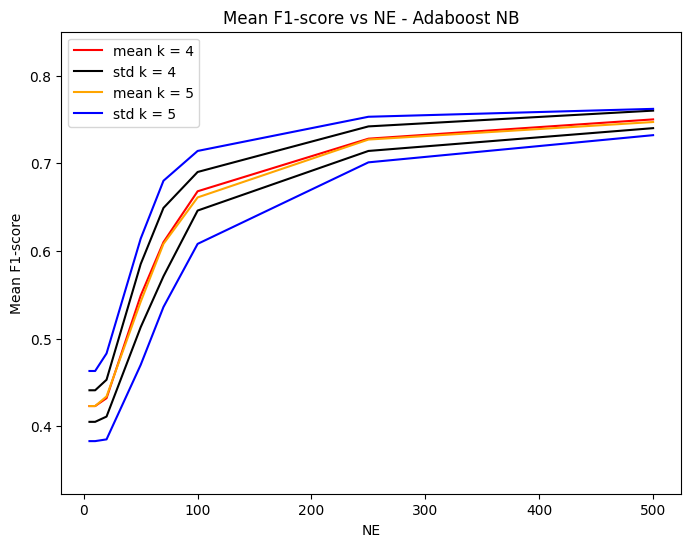 Mean F1-score vs NE - Adaboost NB
mean k = 4
std k = 4
mean k = 5
std k = 5
Mean F1-score
0.8
0.7
0.6
0.5
0.4
0
100
200
300
400
500
NE